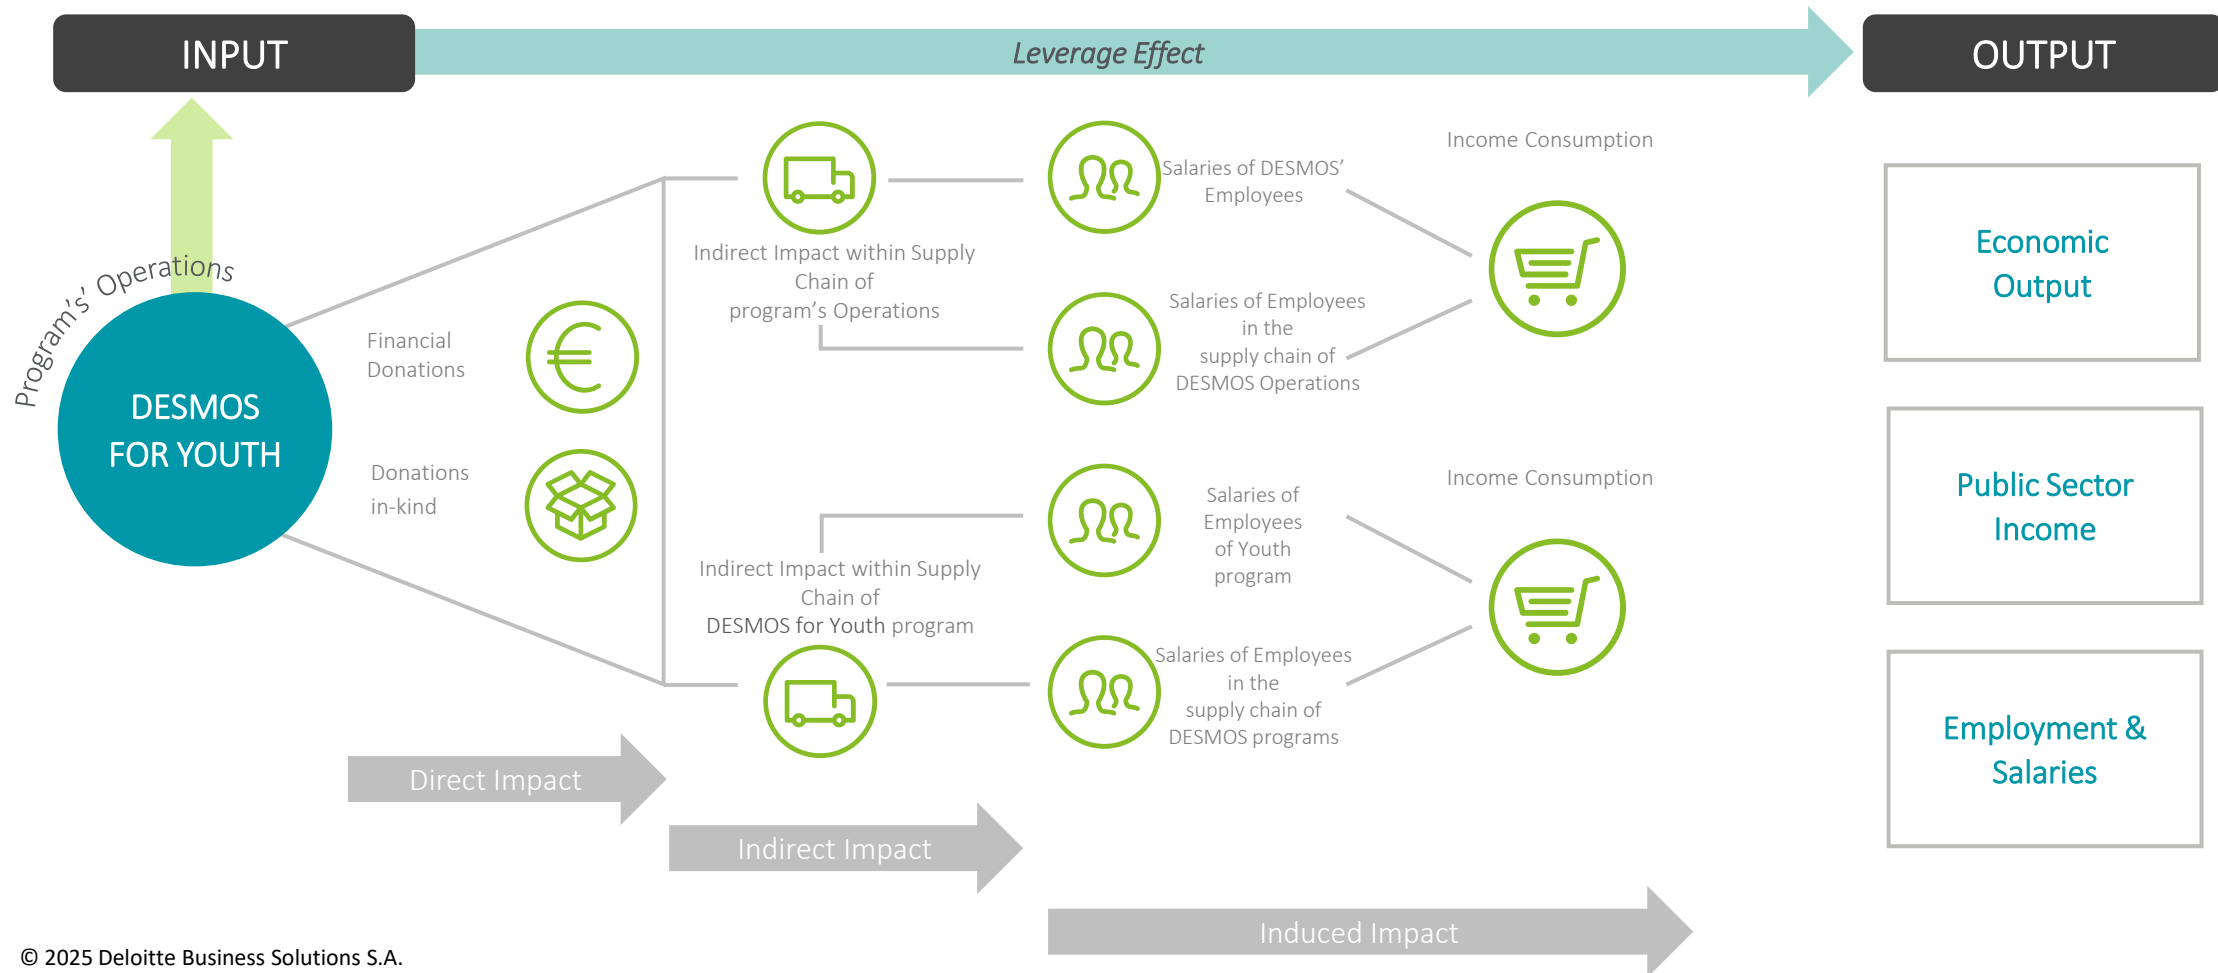 INPUT
Leverage Effect
OUTPUT
Program's' Operations
DESMOS
FOR YOUTH
Financial
Donations
Donations
in-kind
Indirect Impact within Supply
Chain of
program's Operations
Indirect Impact within Supply
Chain of
DESMOS for Youth program
Salaries of DESMOS'
Employees
Salaries of Employees
in the
supply chain of
DESMOS Operations
Salaries of
Employees
of Youth
program
Salaries of Employees
in the
supply chain of
DESMOS programs
Income Consumption
Income Consumption
Economic
Output
Public Sector
Income
Employment &
Salaries
Direct Impact
Indirect Impact
Induced Impact
© 2025 Deloitte Business Solutions S.A.